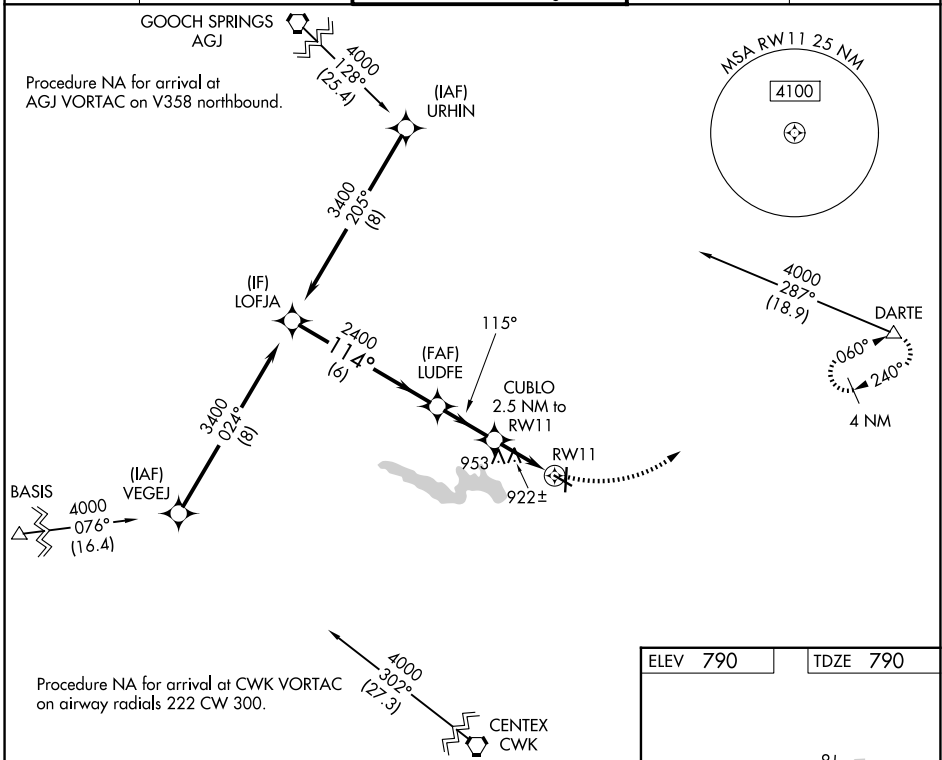 GOOCH SPRINGS
AGJ
4000
128°
(25.4)
Procedure NA for arrival at
AGJ VORTAC on V358 northbound.
(IAF)
URHIN
MSA RW11 25 NM
4100
3400
205°
(8)
4000
287°
(18.9)
DARTE
060°
240°
4 NM
(IF)
LOFJA
2400
114°
(6)
115°
(FAF)
LUDFE
CUBLO
2.5 NM to
RW11
953
922±
RW11
3400
024°
(8)
(IAF)
VEGEJ
BASIS
4000
076°
(16.4)
Procedure NA for arrival at CWK VORTAC
on airway radials 222 CW 300.
4000
302°
(27.3)
CENTEX
CWK
ELEV 790
TDZE 790